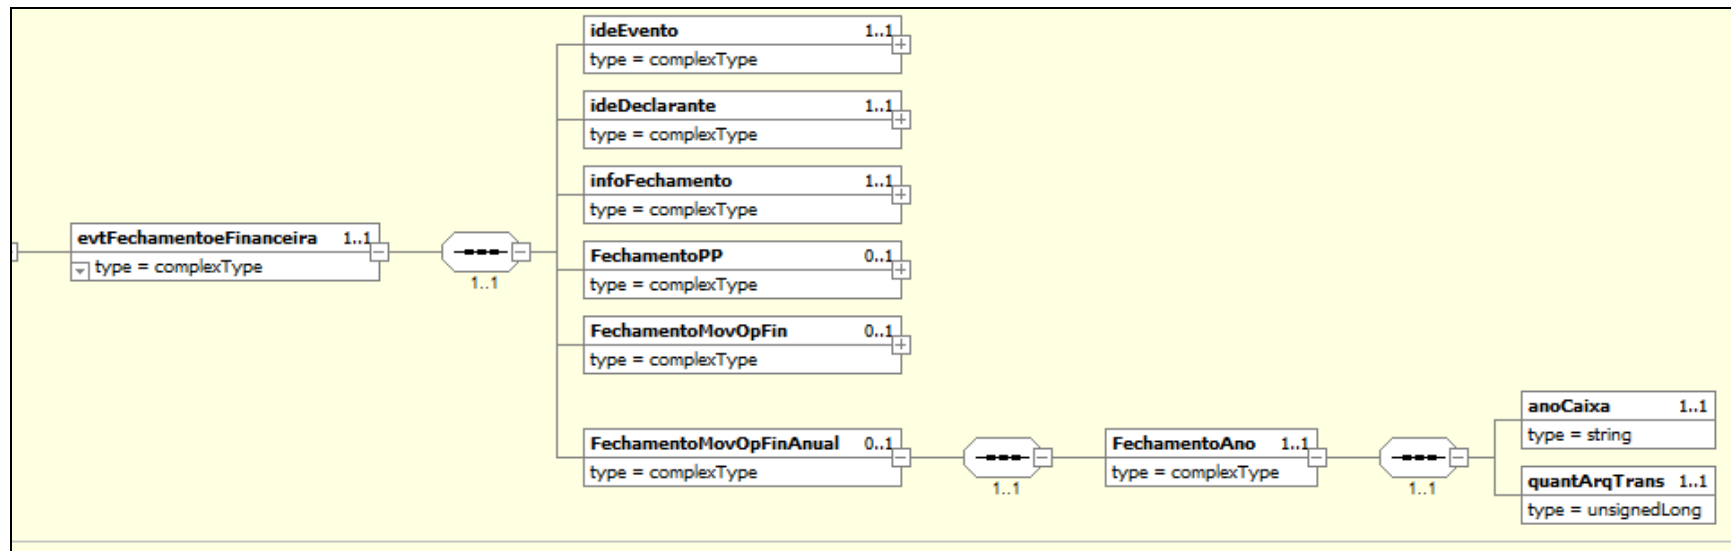 ideEvento 1..1
type = complexType
ideDeclarante 1..1
type = complexType
infoFechamento 1..1
type = complexType
evtFechamentoeFinanceira 1..1
type = complexType
1..1
FechamentoPP 0..1
type = complexType
FechamentoMovOpFin 0..1
type = complexType
FechamentoMovOpFinAnual 0..1
type = complexType
1..1
FechamentoAno 1..1
type = complexType
1..1
anoCaixa 1..1
type = string
quantArqTrans 1..1
type = unsignedLong